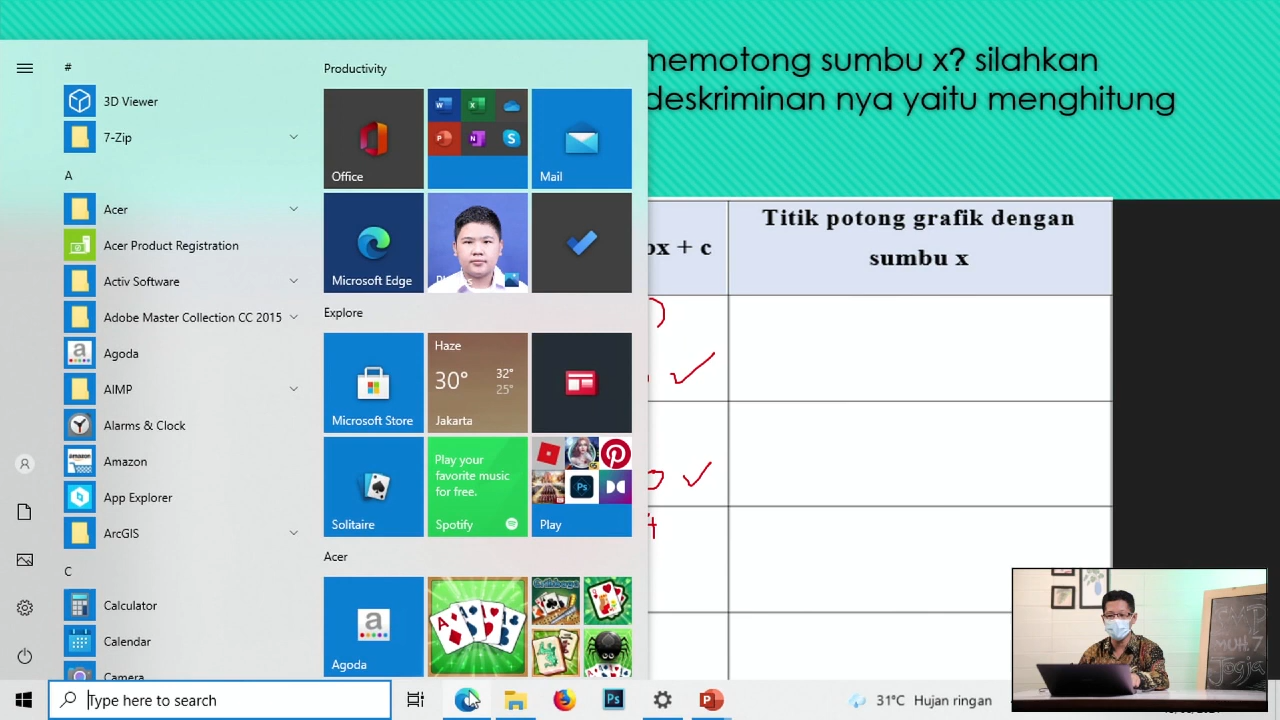 memotong sumbu x? silahkan
deskriminan nya yaitu menghitung
Titik potong grafik dengan
sumbu x
bx + c
#
3D Viewer
7-Zip
A
Acer
Acer Product Registration
Activ Software
Adobe Master Collection CC 2015
Agoda
AIMP
Alarms & Clock
Amazon
App Explorer
ArcGIS
C
Calculator
Calendar
Camera
Productivity
Office
Mail
Microsoft Edge
Explore
Microsoft Store
Haze
30°
32°
25°
Jakarta
Solitaire
Play your
favorite music
for free.
Spotify
Play
Acer
Agoda
Type here to search
31°C Hujan ringan
MUH.7
Jogja